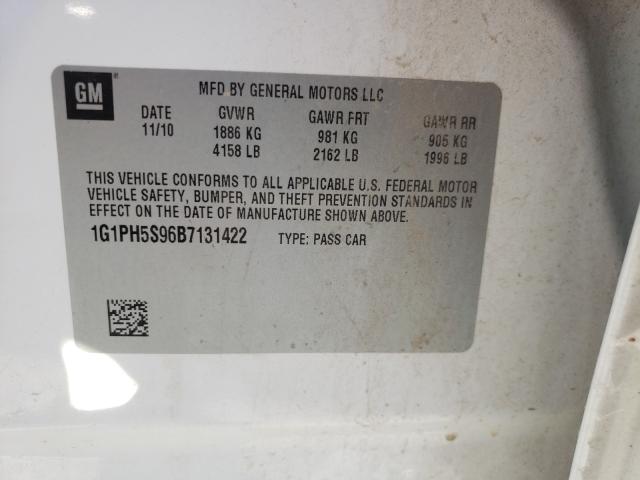 GM
MFD BY GENERAL MOTORS LLC
DATE GVWR GAWR FRT GAWR RR
11/10 1886 KG 981 KG 905 KG
4158 LB 2162 LB 1996 LB
THIS VEHICLE CONFORMS TO ALL APPLICABLE U.S. FEDERAL MOTOR
VEHICLE SAFETY, BUMPER, AND THEFT PREVENTION STANDARDS IN
EFFECT ON THE DATE OF MANUFACTURE SHOWN ABOVE.
1G1PH5S96B7131422 TYPE: PASS CAR